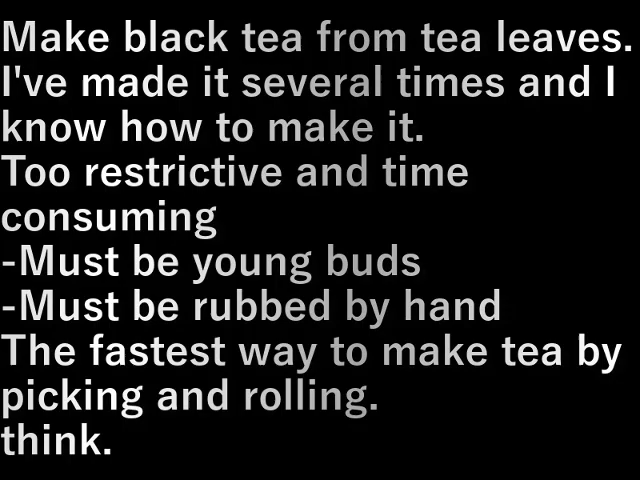 Make black tea from tea leaves.
I've made it several times and I
know how to make it.
Too restrictive and time
consuming
-Must be young buds
-Must be rubbed by hand
The fastest way to make tea by
picking and rolling.
think.